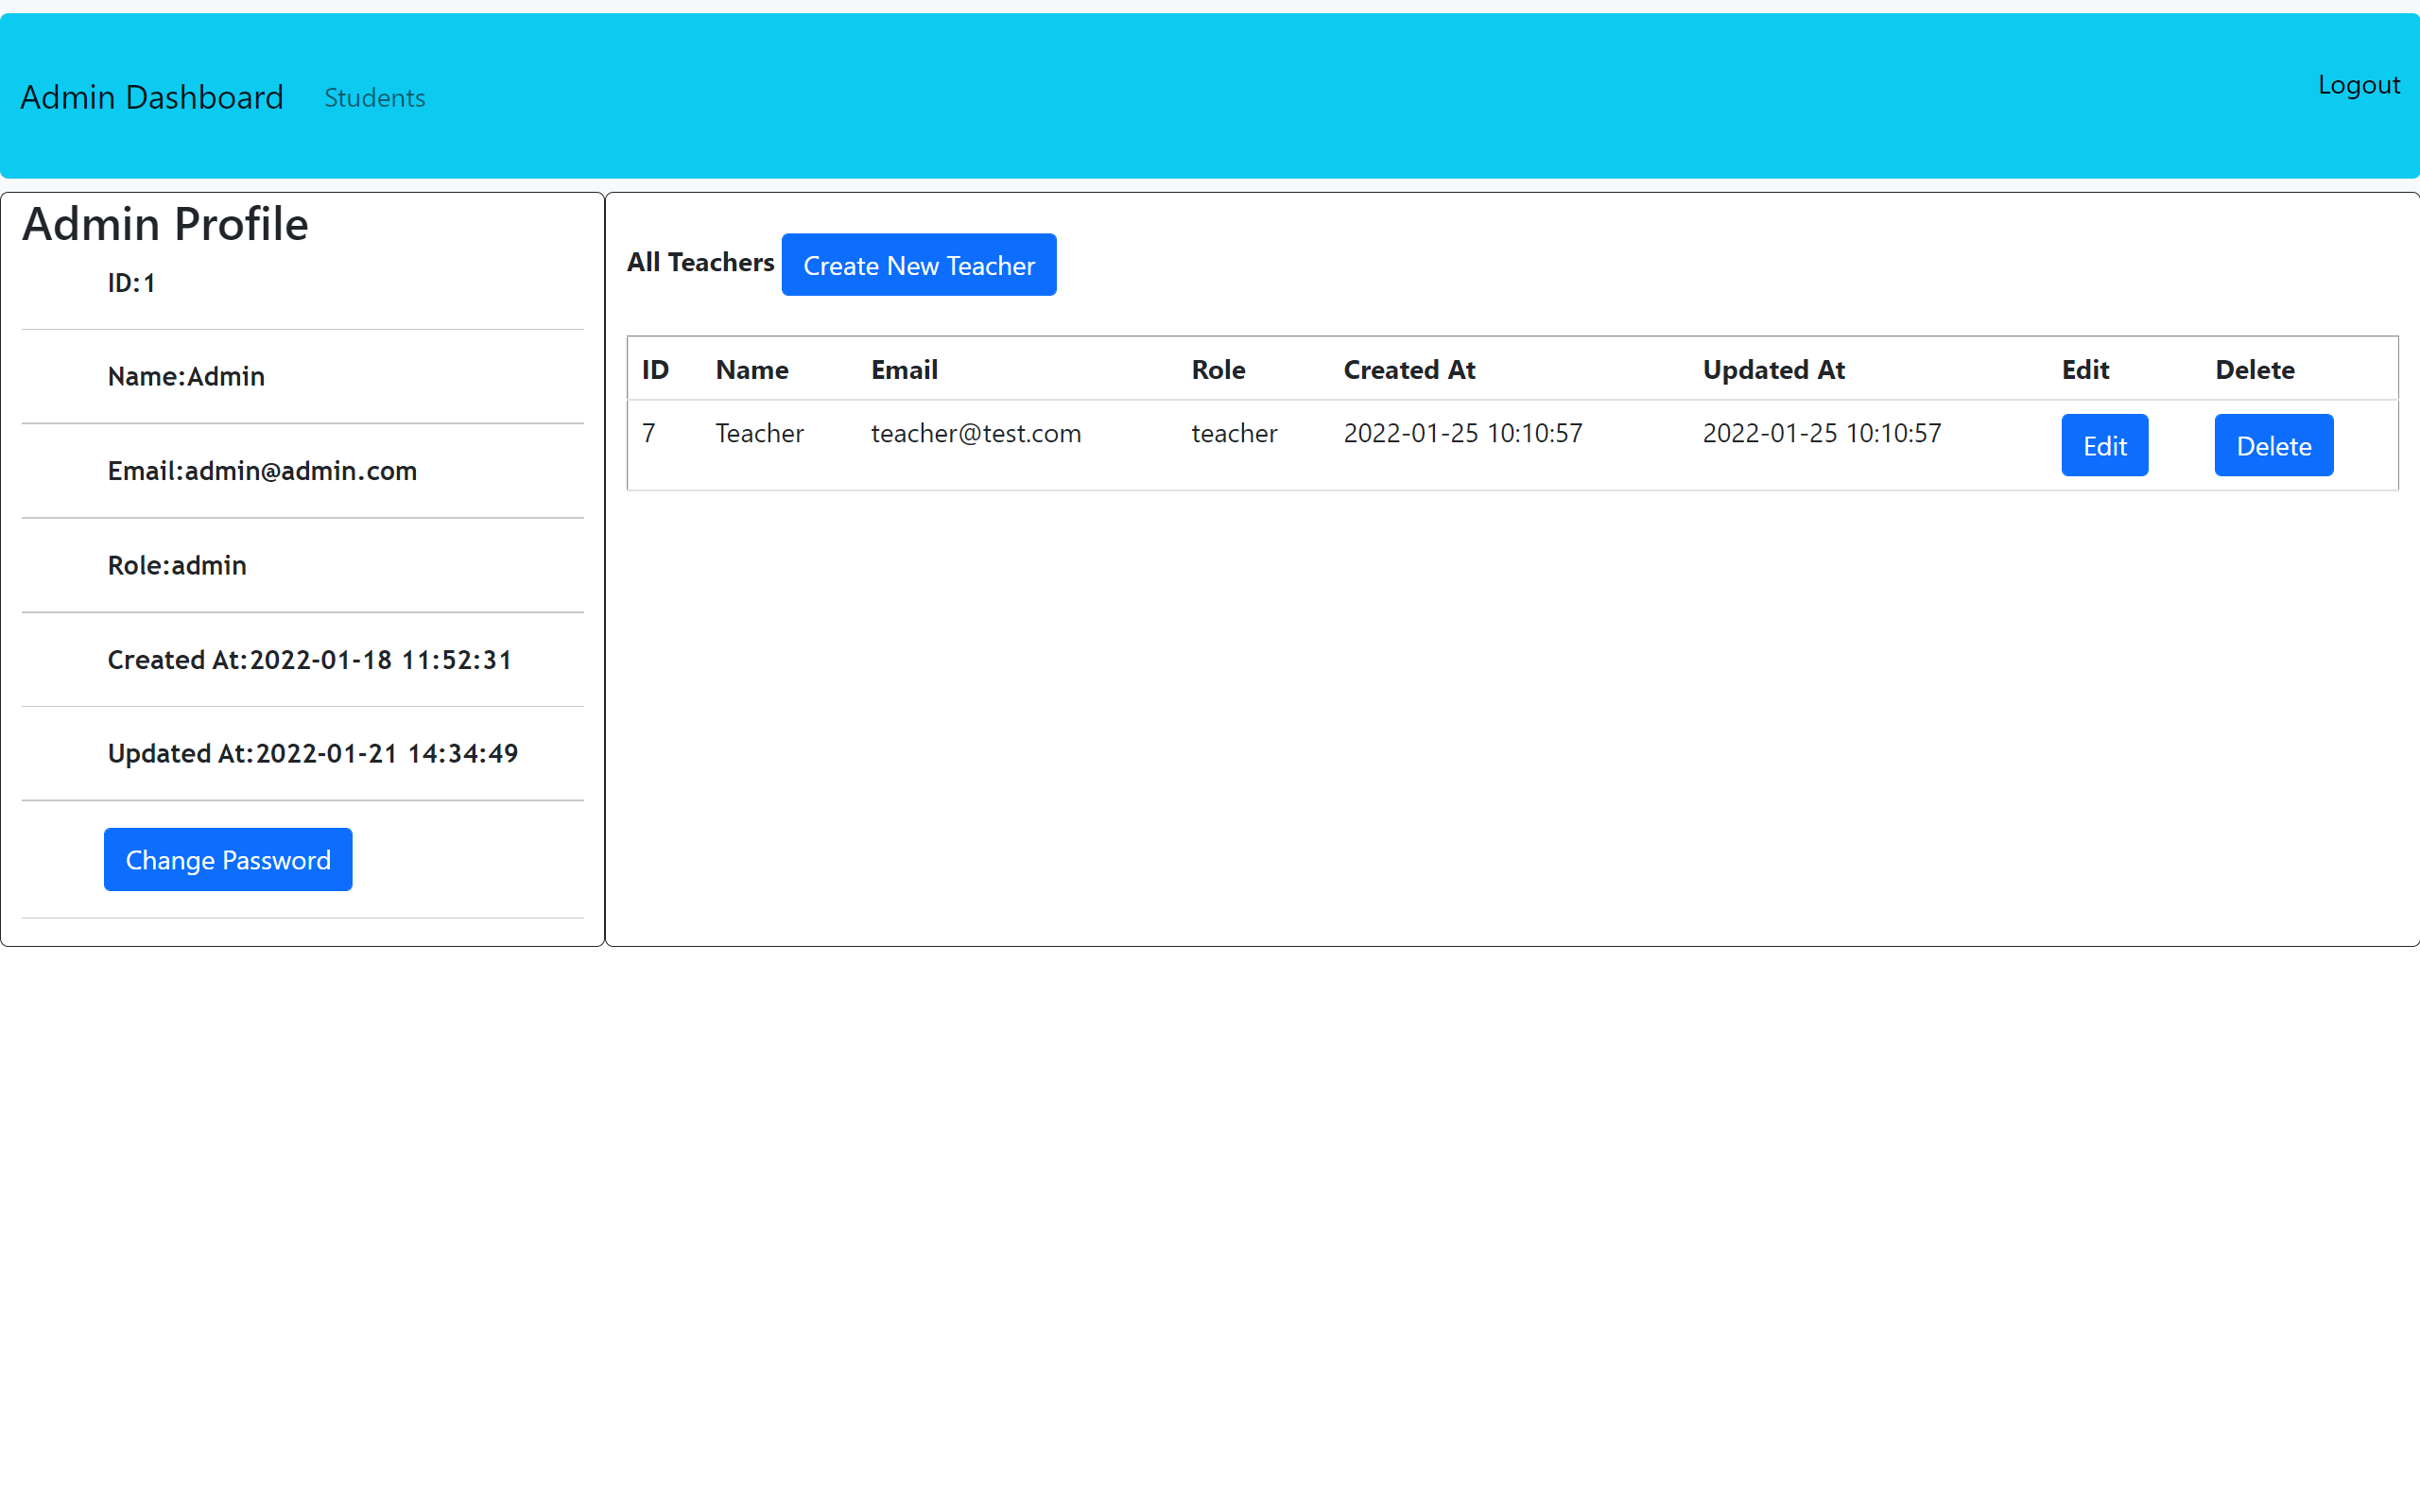 Admin Dashboard Students Logout
Admin Profile
ID:1
Name:Admin
Email:admin@admin.com
Role:admin
Created At:2022-01-18 11:52:31
Updated At:2022-01-21 14:34:49
Change Password
All Teachers Create New Teacher
ID Name Email Role Created At Updated At Edit Delete
7 Teacher teacher@test.com teacher 2022-01-25 10:10:57 2022-01-25 10:10:57 Edit Delete